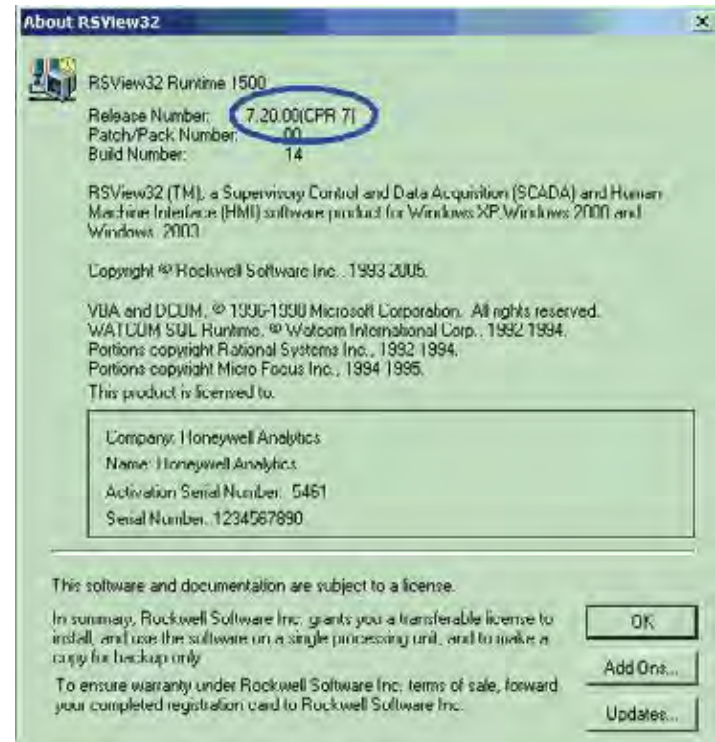 About RSView32
RSView32 Runtime 1500
Release Number: 7.20.00(CPR 7)
Patch/Pack Number: 00
Build Number: 14
RSView32 (TM), a Supervisory Control and Data Acquisition (SCADA) and Human
Machine Interface (HMI) software product for Windows XP, Windows 2000 and
Windows 2003
Copyright © Rockwell Software Inc., 1993-2005.
VBA and DCOM, © 1996-1998 Microsoft Corporation. All rights reserved.
WATCOM SQL Runtime, © Watcom International Corp., 1992-1994.
Portions copyright Rational Systems Inc., 1992-1994.
Portions copyright Micro Focus Inc., 1994-1995.
This product is licensed to:
Company: Honeywell Analytics
Name: Honeywell Analytics
Activation Serial Number: 5461
Serial Number: 1234567890
This software and documentation are subject to a license.
In summary, Rockwell Software Inc. grants you a transferable license to
install, and use the software on a single processing unit, and to make a
copy for backup only
To ensure warranty under Rockwell Software Inc. terms of sale, forward
your completed registration card to Rockwell Software Inc.
OK
Add Ons...
Updates...